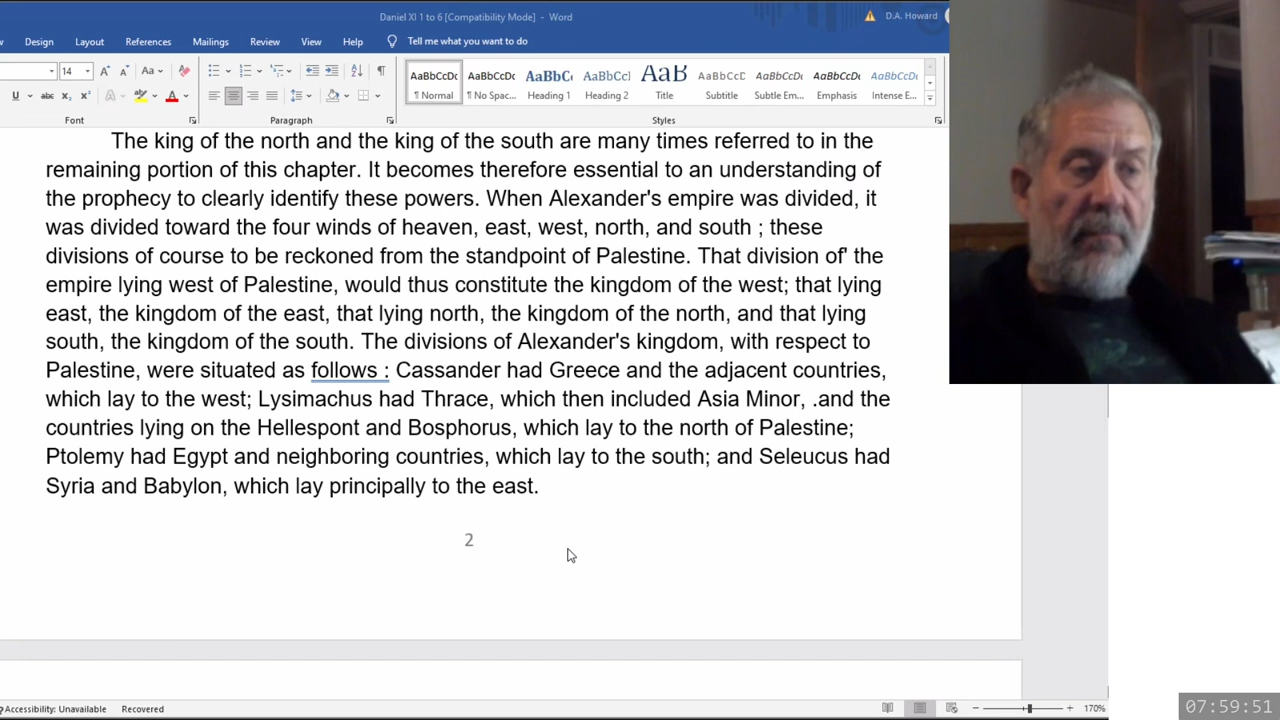 Daniel XI 1 to 6 [Compatibility Mode] - Word
D.A. Howard
Design Layout References Mailings Review View Help Tell me what you want to do
14
AaBbCcDc AaBbCcDc AaBbC( AaBbCcl AaB AaBbCcD AaBbCcDc AaBbCcDc AaBbCcDc
¶ Normal ¶ No Spac... Heading 1 Heading 2 Title Subtitle Subtle Em... Emphasis Intense E...
Font Paragraph Styles
The king of the north and the king of the south are many times referred to in the
remaining portion of this chapter. It becomes therefore essential to an understanding of
the prophecy to clearly identify these powers. When Alexander's empire was divided, it
was divided toward the four winds of heaven, east, west, north, and south ; these
divisions of course to be reckoned from the standpoint of Palestine. That division of' the
empire lying west of Palestine, would thus constitute the kingdom of the west; that lying
east, the kingdom of the east, that lying north, the kingdom of the north, and that lying
south, the kingdom of the south. The divisions of Alexander's kingdom, with respect to
Palestine, were situated as follows : Cassander had Greece and the adjacent countries,
which lay to the west; Lysimachus had Thrace, which then included Asia Minor, .and the
countries lying on the Hellespont and Bosphorus, which lay to the north of Palestine;
Ptolemy had Egypt and neighboring countries, which lay to the south; and Seleucus had
Syria and Babylon, which lay principally to the east.
2
Accessibility: Unavailable Recovered 170%
07:59:51